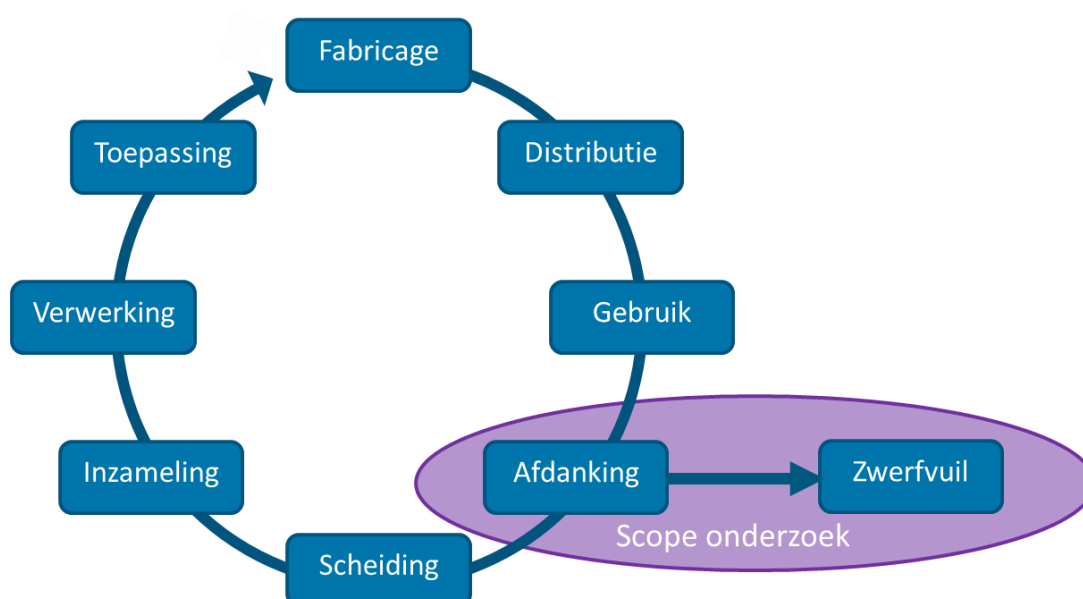 Fabricage
Distributie
Gebruik
Afdanking
Zwerfvuil
Scope onderzoek
Scheiding
Inzameling
Verwerking
Toepassing